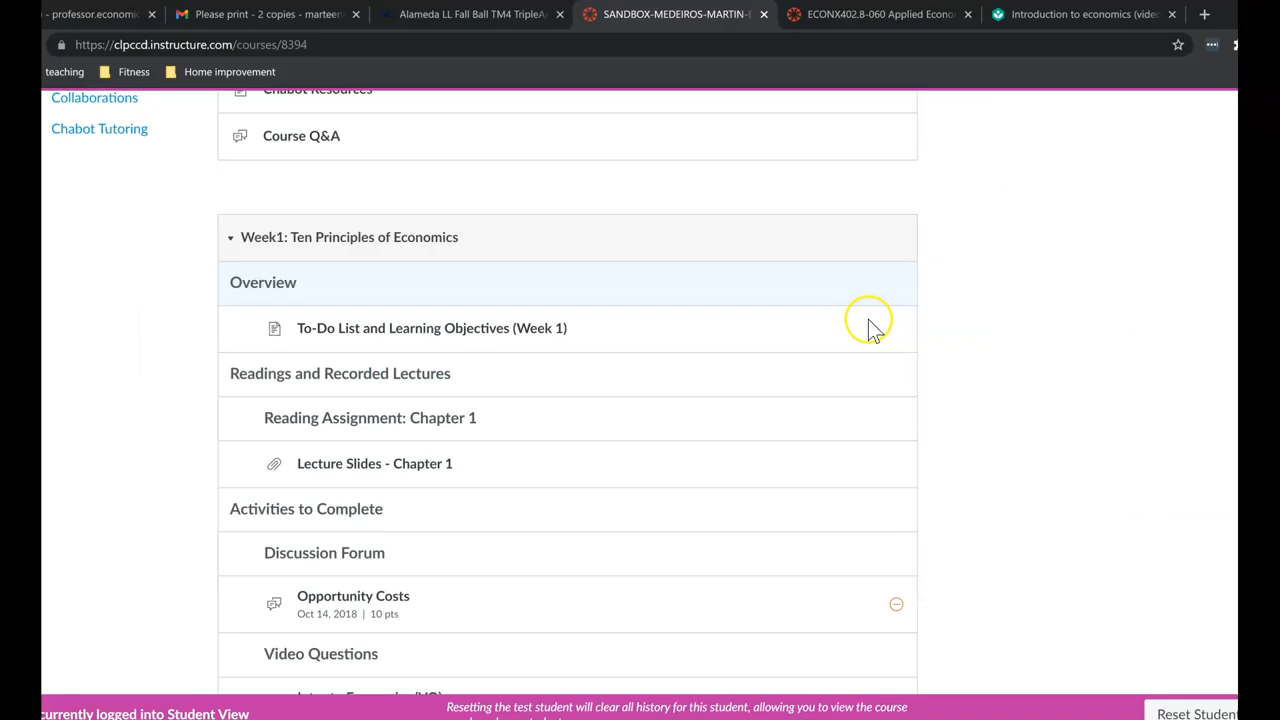 - professor.economic
Please print - 2 copies - marteen
Alameda LL Fall Ball TM4 TripleA
SANDBOX-MEDEIROS-MARTIN-E
ECONX402.8-060 Applied Econo
Introduction to economics (video
https://clpccd.instructure.com/courses/8394
teaching
Fitness
Home improvement
Collaborations
Chabot Tutoring
Chabot Resources
Course Q&A
Week1: Ten Principles of Economics
Overview
To-Do List and Learning Objectives (Week 1)
Readings and Recorded Lectures
Reading Assignment: Chapter 1
Lecture Slides - Chapter 1
Activities to Complete
Discussion Forum
Opportunity Costs
Oct 14, 2018 | 10 pts
Video Questions
currently logged into Student View
Resetting the test student will clear all history for this student, allowing you to view the course
Reset Student